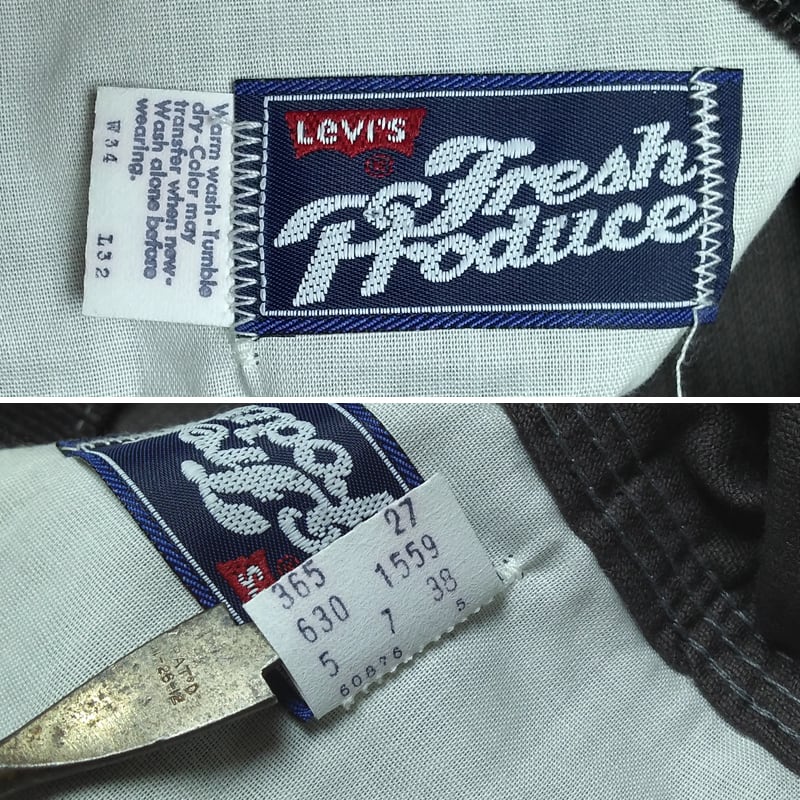 LEVI'S
®
Fresh
Produce
Warm wash-Tumble
dry-Color may
transfer when new-
Wash alone before
wearing.
W34 L32
27
365 1559
630 7 38
5 5
60876